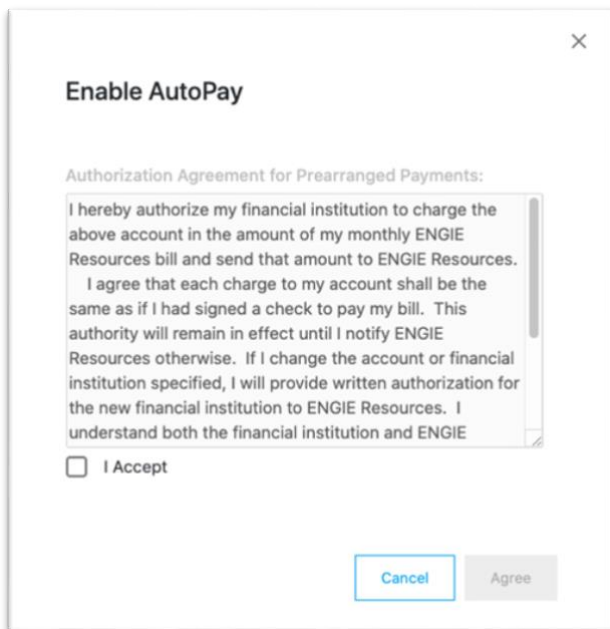 Enable AutoPay
Authorization Agreement for Prearranged Payments:
I hereby authorize my financial institution to charge the
above account in the amount of my monthly ENGIE
Resources bill and send that amount to ENGIE Resources.
I agree that each charge to my account shall be the
same as if I had signed a check to pay my bill.  This
authority will remain in effect until I notify ENGIE
Resources otherwise.  If I change the account or financial
institution specified, I will provide written authorization for
the new financial institution to ENGIE Resources.  I
understand both the financial institution and ENGIE
I Accept
Cancel
Agree